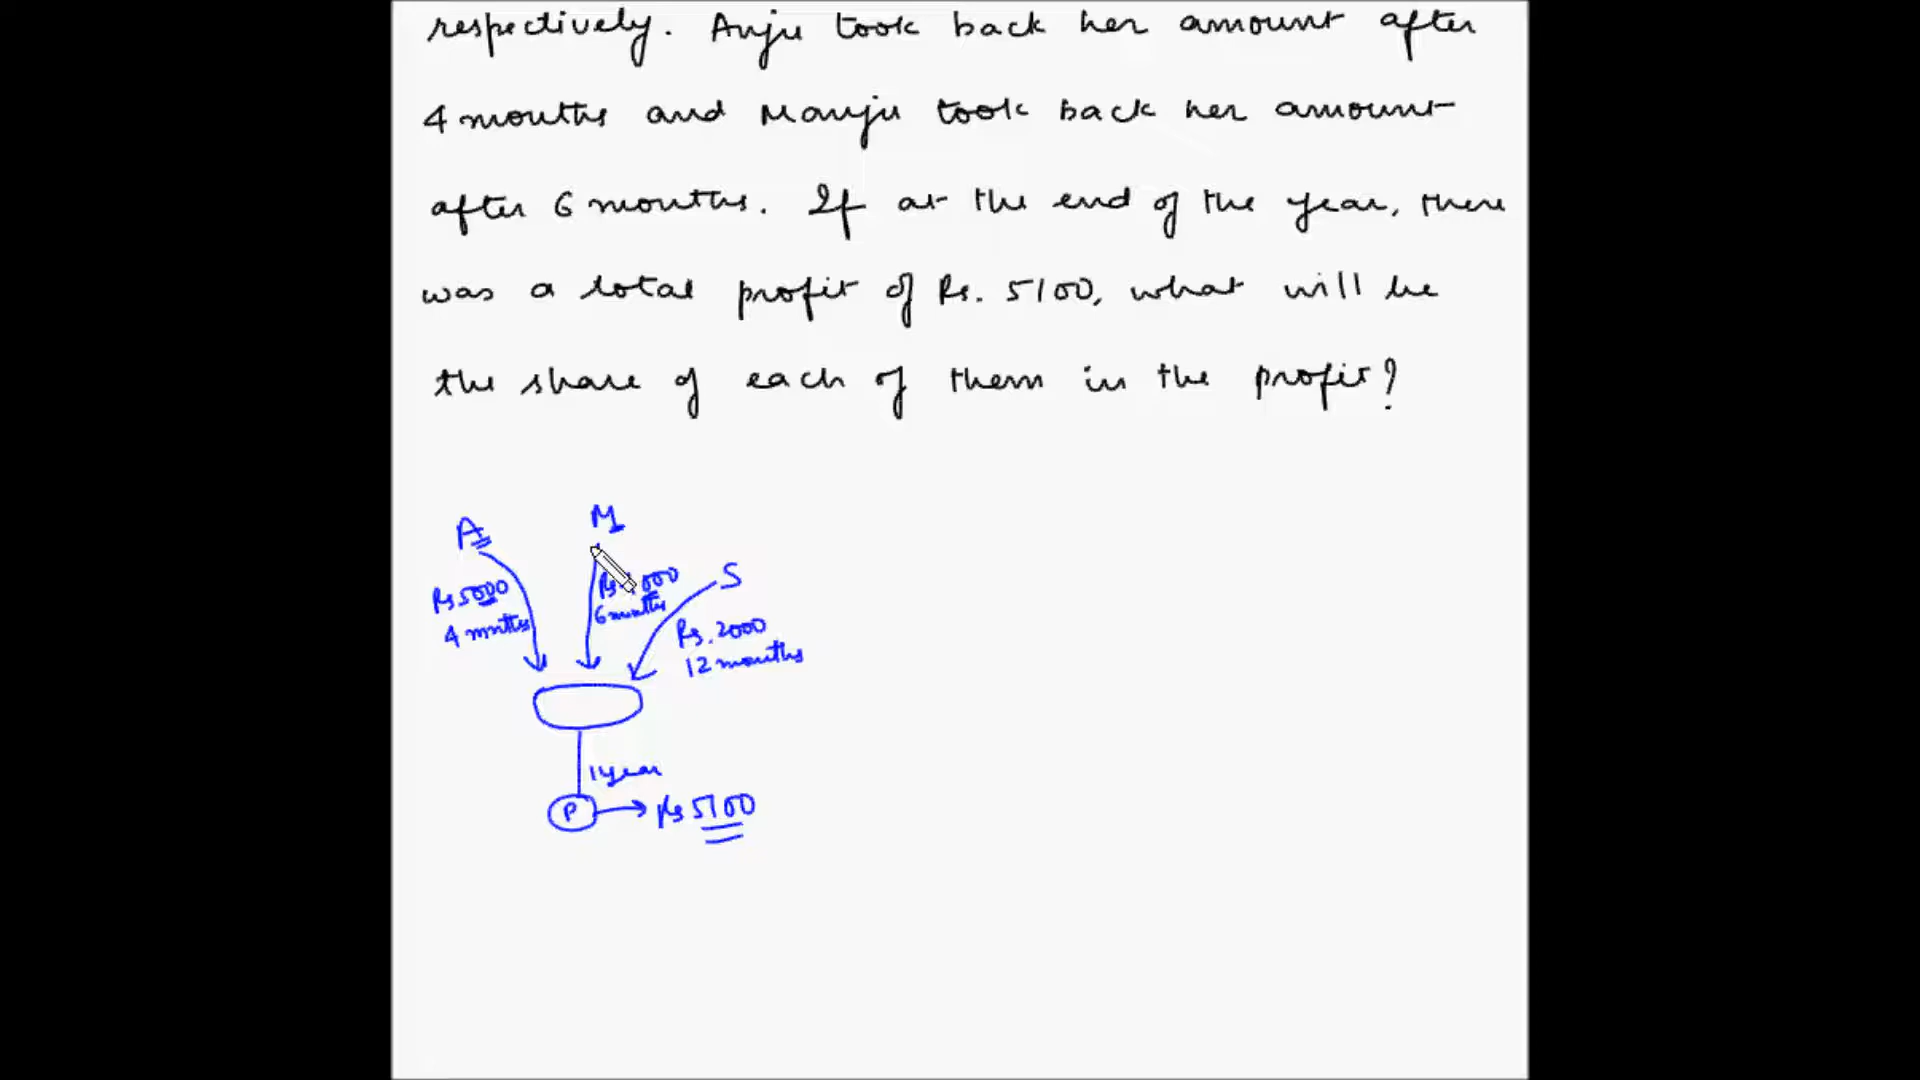 respectively. Anju took back her amount after
4 months and Manju took back her amount
after 6 months. If at the end of the year, there
was a total profit of Rs. 5100, what will be
the share of each of them in the profit?
A
M
S
Rs 5000
4 months
6 months
Rs. 2000
12 months
1 year
P
Rs 5100